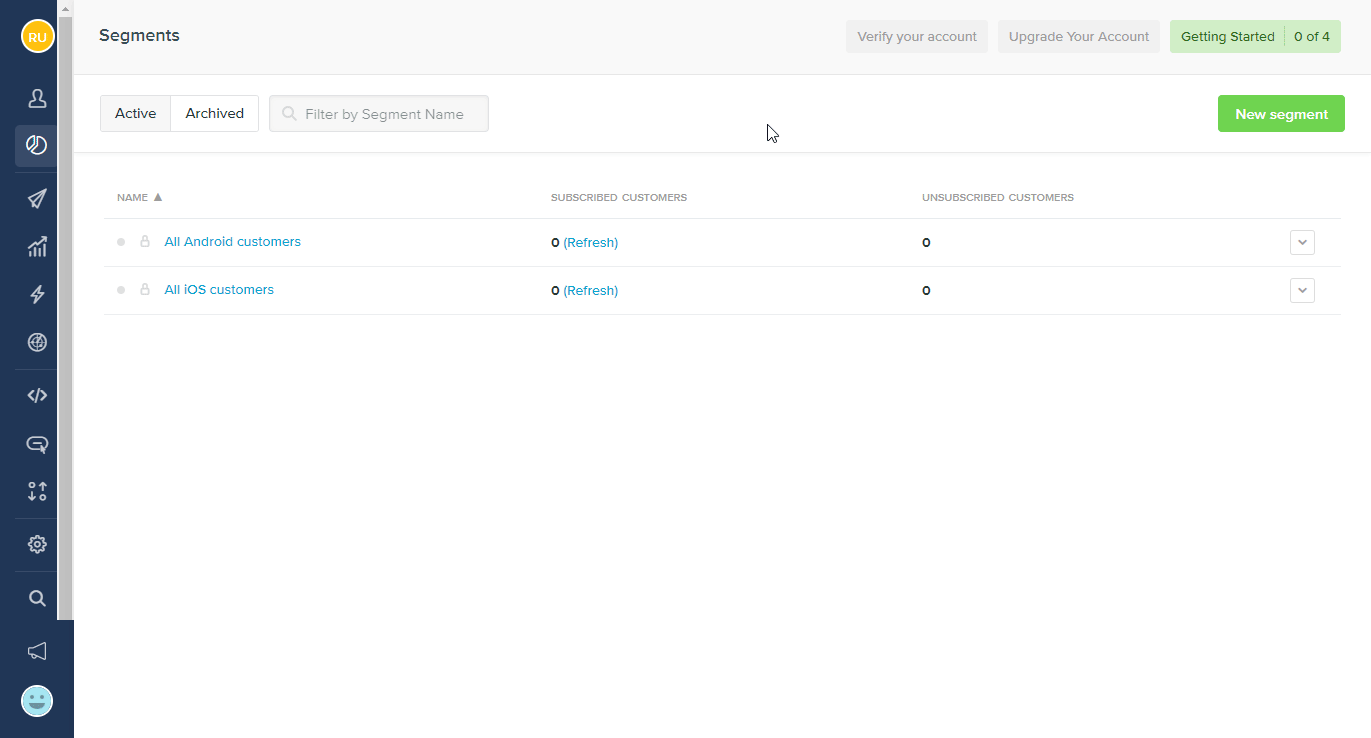 RU
Segments
Verify your account
Upgrade Your Account
Getting Started 0 of 4
Active
Archived
Filter by Segment Name
New segment
NAME ▲ SUBSCRIBED CUSTOMERS UNSUBSCRIBED CUSTOMERS
All Android customers 0 (Refresh) 0
All iOS customers 0 (Refresh) 0